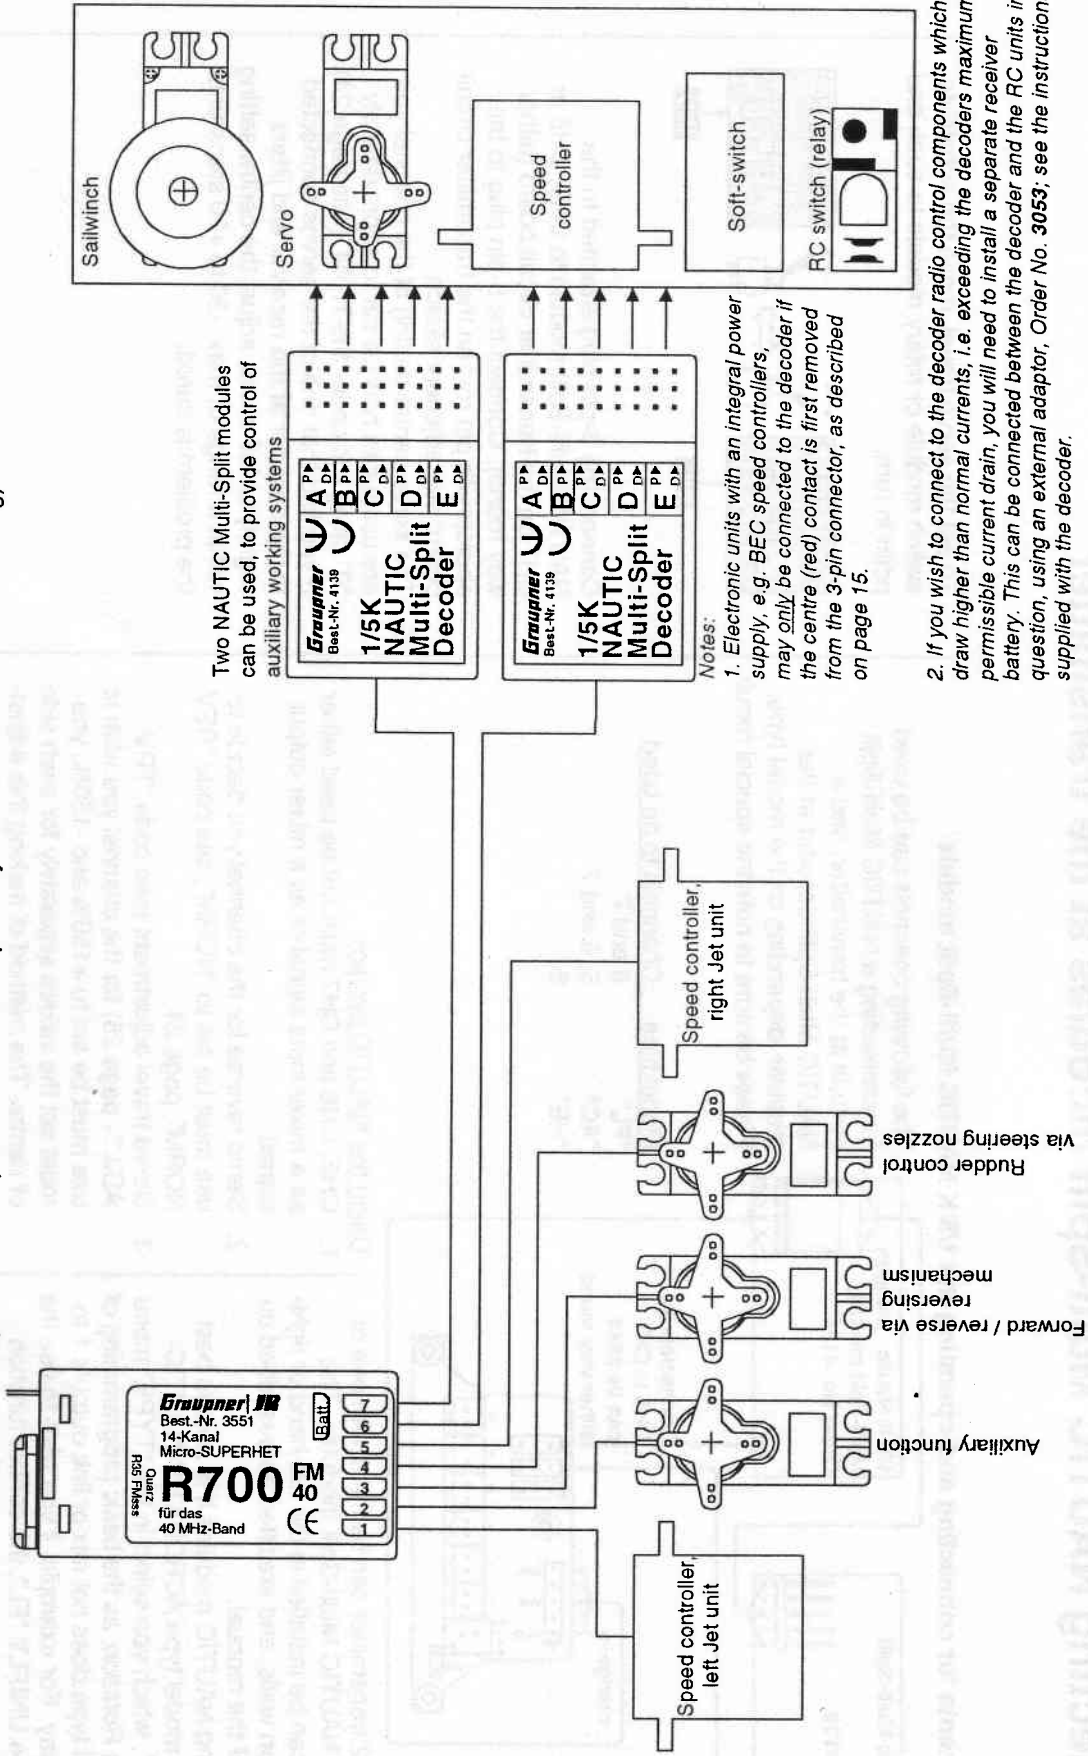 Sailwinch
Servo
Speed
controller
Soft-switch
RC switch (relay)
Two NAUTIC Multi-Split modules
can be used, to provide control of
auxiliary working systems
Graupner
Best.-Nr. 4139
1/5K
NAUTIC
Multi-Split
Decoder
A P
D
B P
D
C P
D
D P
D
E P
D
Graupner
Best.-Nr. 4139
1/5K
NAUTIC
Multi-Split
Decoder
A P
D
B P
D
C P
D
D P
D
E P
D
Notes:
1. Electronic units with an integral power
supply, e.g. BEC speed controllers,
may only be connected to the decoder if
the centre (red) contact is first removed
from the 3-pin connector, as described
on page 15.
2. If you wish to connect to the decoder radio control components which
draw higher than normal currents, i.e. exceeding the decoders maximum
permissible current drain, you will need to install a separate receiver
battery. This can be connected between the decoder and the RC units in
question, using an external adaptor, Order No. 3053; see the instruction
supplied with the decoder.
Graupner JR
Best.-Nr. 3551
14-Kanal
Micro-SUPERHET
R700 FM
40
für das
40 MHz-Band
CE
Quarz
R35 FMsss
Batt.
7
6
5
4
3
2
1
Speed controller,
left Jet unit
Auxiliary function
Forward / reverse via
reversing
mechanism
Rudder control
via steering nozzles
Speed controller,
right Jet unit